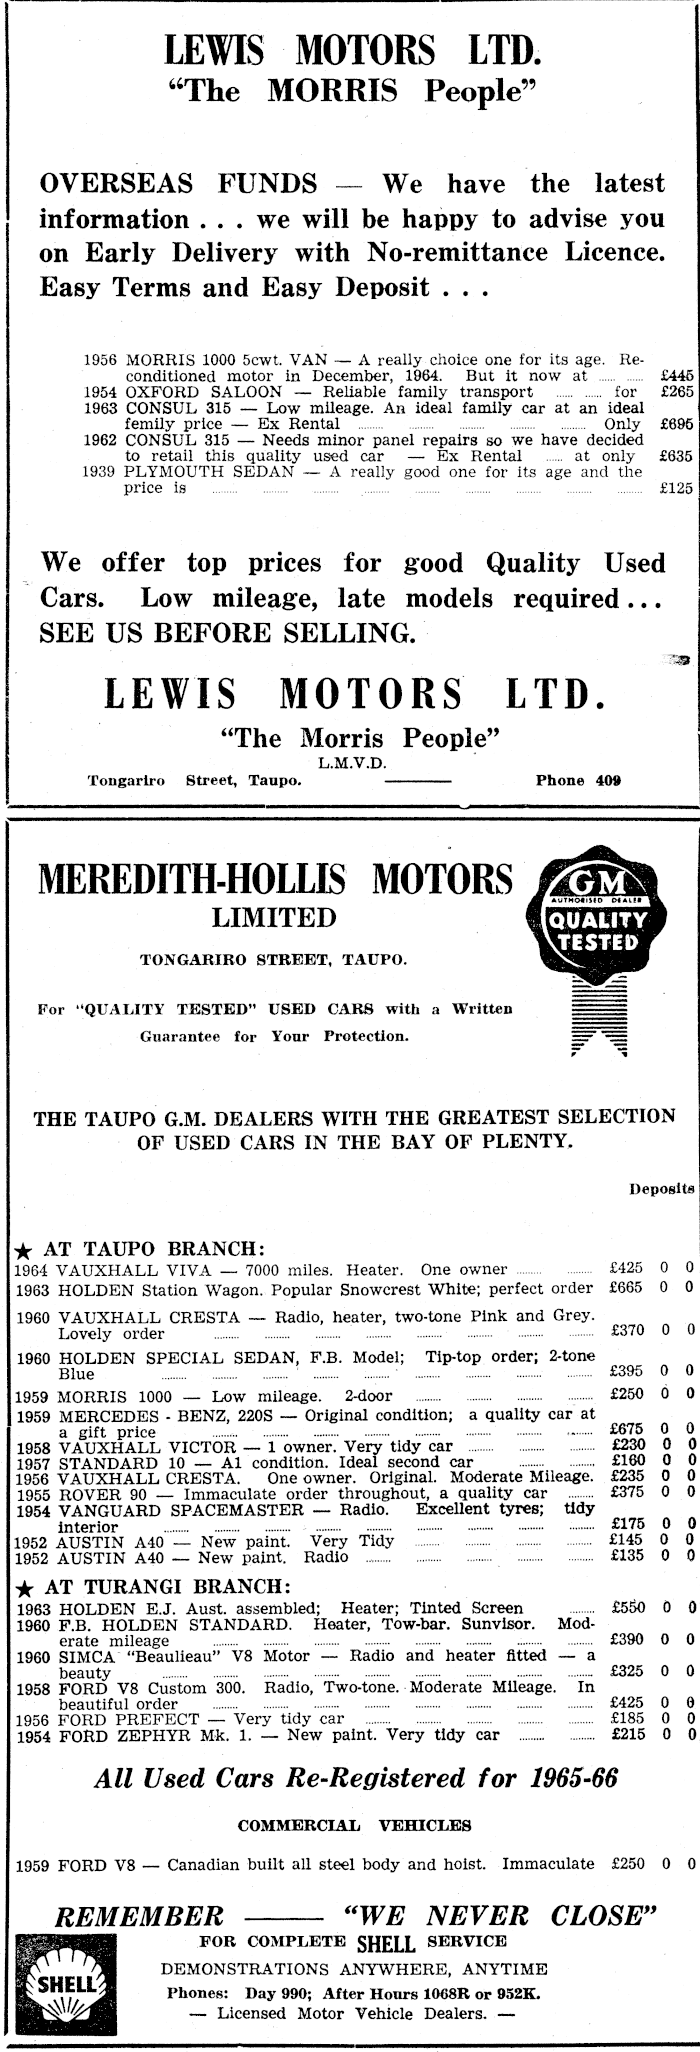 LEWIS MOTORS LTD.
“The MORRIS People”
OVERSEAS FUNDS — We have the latest
information . . . we will be happy to advise you
on Early Delivery with No-remittance Licence.
Easy Terms and Easy Deposit . . .
1956 MORRIS 1000 5cwt. VAN — A really choice one for its age. Re-
conditioned motor in December, 1964. But it now at ...... ...... £445
1954 OXFORD SALOON — Reliable family transport ...... ...... for £265
1963 CONSUL 315 — Low mileage. An ideal family car at an ideal
femily price — Ex Rental ........ ........ ........ ........ ........ Only £695
1962 CONSUL 315 — Needs minor panel repairs so we have decided
to retail this quality used car — Ex Rental ...... at only £635
1939 PLYMOUTH SEDAN — A really good one for its age and the
price is ........ ........ ........ ........ ........ ........ ........ ........ ........ £125
We offer top prices for good Quality Used
Cars. Low mileage, late models required . . .
SEE US BEFORE SELLING.
LEWIS MOTORS LTD.
“The Morris People”
L.M.V.D.
Tongariro Street, Taupo. ——— Phone 409
MEREDITH-HOLLIS MOTORS
LIMITED
TONGARIRO STREET, TAUPO.
GM
AUTHORISED DEALER
QUALITY
TESTED
For “QUALITY TESTED” USED CARS with a Written
Guarantee for Your Protection.
THE TAUPO G.M. DEALERS WITH THE GREATEST SELECTION
OF USED CARS IN THE BAY OF PLENTY.
Deposits
★ AT TAUPO BRANCH:
1964 VAUXHALL VIVA — 7000 miles. Heater. One owner ........ ........ £425 0 0
1963 HOLDEN Station Wagon. Popular Snowcrest White; perfect order £665 0 0
1960 VAUXHALL CRESTA — Radio, heater, two-tone Pink and Grey.
Lovely order ........ ........ ........ ........ ........ ........ ........ ........ £370 0 0
1960 HOLDEN SPECIAL SEDAN, F.B. Model; Tip-top order; 2-tone
Blue ........ ........ ........ ........ ........ ........ ........ ........ ........ £395 0 0
1959 MORRIS 1000 — Low mileage. 2-door ........ ........ ........ ........ £250 0 0
1959 MERCEDES - BENZ, 220S — Original condition; a quality car at
a gift price ........ ........ ........ ........ ........ ........ ........ ........ £675 0 0
1958 VAUXHALL VICTOR — 1 owner. Very tidy car ........ ........ ........ £230 0 0
1957 STANDARD 10 — A1 condition. Ideal second car ........ ........ £160 0 0
1956 VAUXHALL CRESTA. One owner. Original. Moderate Mileage. £235 0 0
1955 ROVER 90 — Immaculate order throughout, a quality car ........ £375 0 0
1954 VANGUARD SPACEMASTER — Radio. Excellent tyres; tidy
interior ........ ........ ........ ........ ........ ........ ........ ........ ........ £175 0 0
1952 AUSTIN A40 — New paint. Very Tidy ........ ........ ........ ........ £145 0 0
1952 AUSTIN A40 — New paint. Radio ........ ........ ........ ........ ........ £135 0 0
★ AT TURANGI BRANCH:
1963 HOLDEN E.J. Aust. assembled; Heater; Tinted Screen ........ £550 0 0
1960 F.B. HOLDEN STANDARD. Heater, Tow-bar. Sunvisor. Mod-
erate mileage ........ ........ ........ ........ ........ ........ ........ ........ £390 0 0
1960 SIMCA “Beaulieau” V8 Motor — Radio and heater fitted — a
beauty ........ ........ ........ ........ ........ ........ ........ ........ ........ £325 0 0
1958 FORD V8 Custom 300. Radio, Two-tone. Moderate Mileage. In
beautiful order ........ ........ ........ ........ ........ ........ ........ ........ £425 0 0
1956 FORD PREFECT — Very tidy car ........ ........ ........ ........ ........ £185 0 0
1954 FORD ZEPHYR Mk. 1. — New paint. Very tidy car ........ ........ £215 0 0
All Used Cars Re-Registered for 1965-66
COMMERCIAL VEHICLES
1959 FORD V8 — Canadian built all steel body and hoist. Immaculate £250 0 0
REMEMBER ——— “WE NEVER CLOSE”
FOR COMPLETE SHELL SERVICE
SHELL
DEMONSTRATIONS ANYWHERE, ANYTIME
Phones: Day 990; After Hours 1068R or 952K.
— Licensed Motor Vehicle Dealers. —